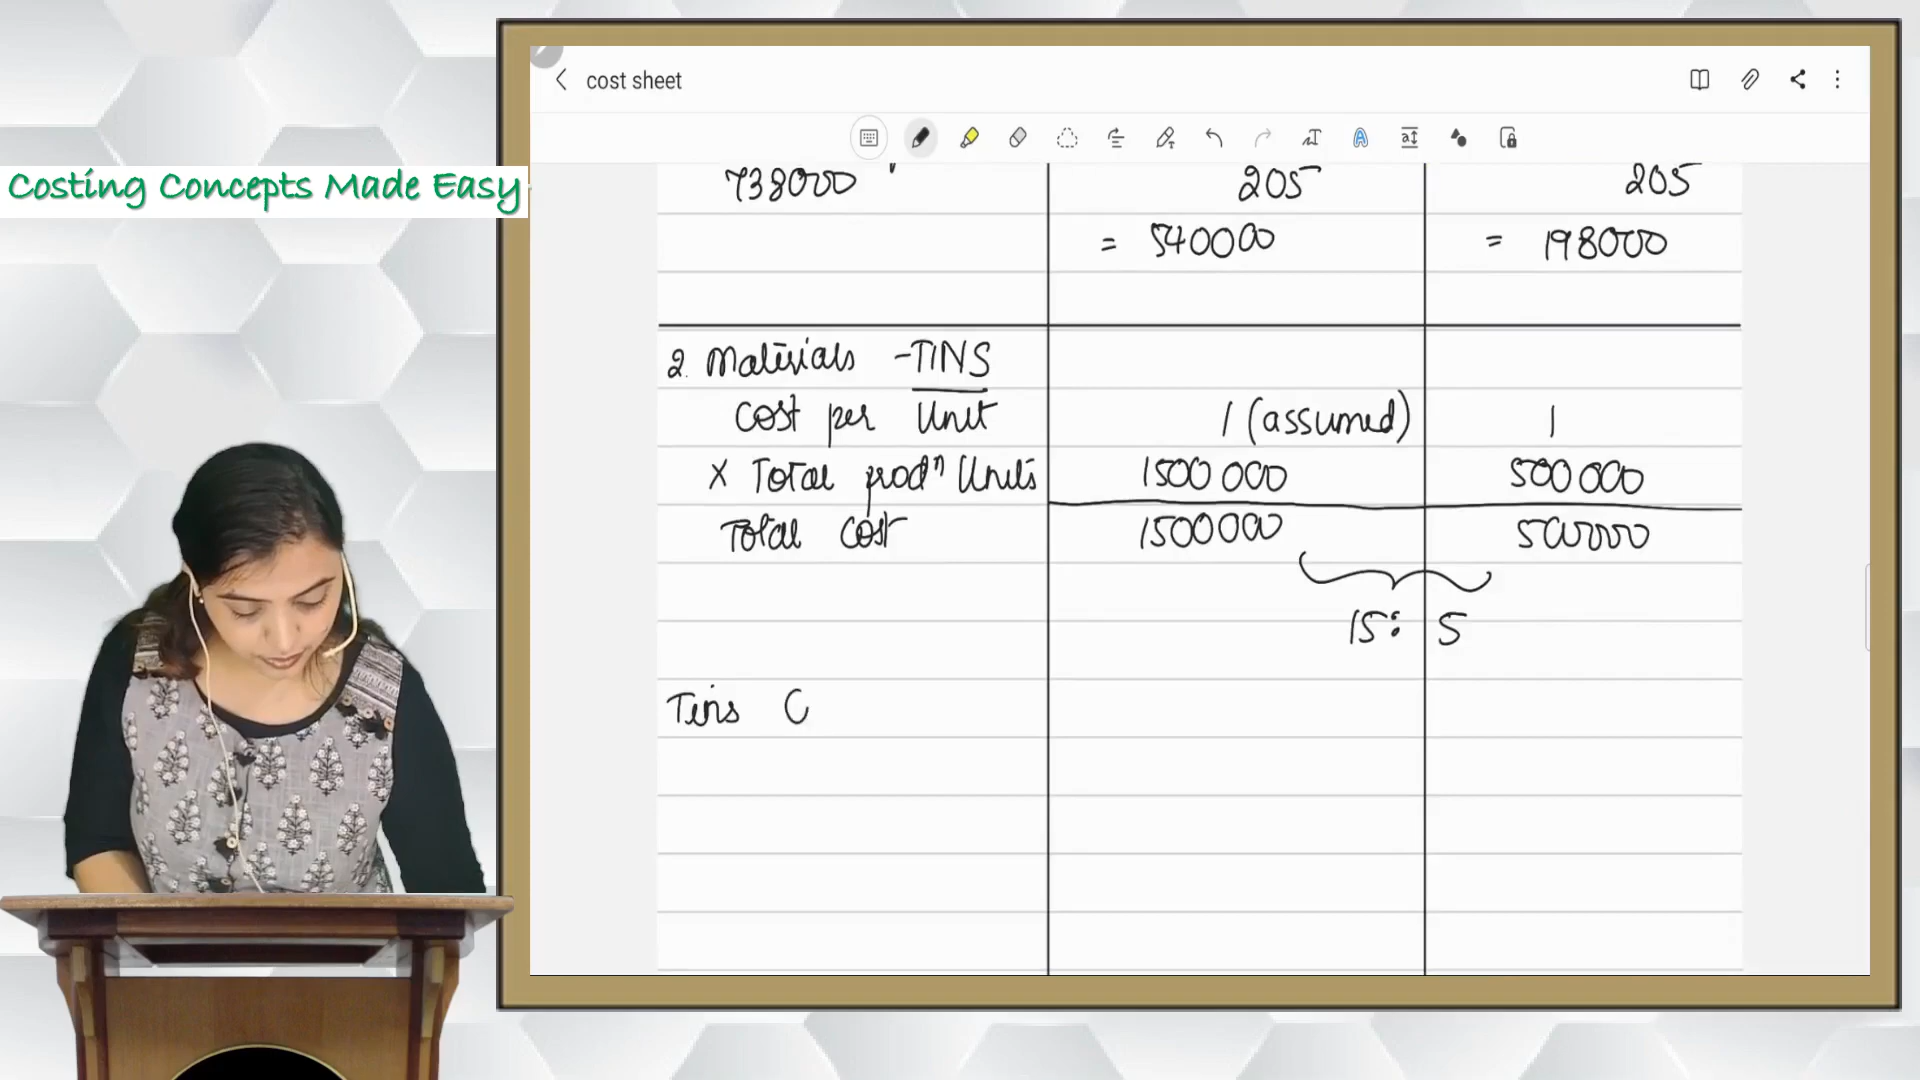 cost sheet
Costing Concepts Made Easy
738000 205 205
= 540000 = 198000
2. Materials - TINS
Cost per Unit 1 (assumed) 1
X Total prodⁿ Units 1500 000 500 000
Total Cost 1500000 500000
15: 5
Tins C